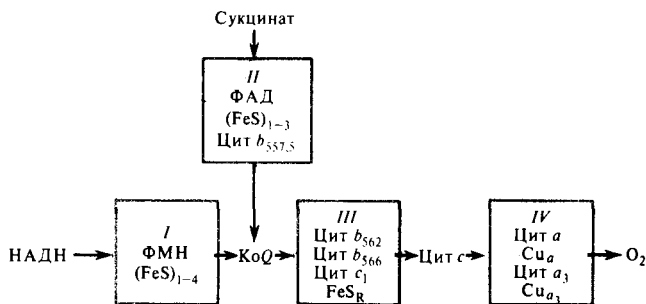 Сукцинат
II
ФАД
(FeS)1−3
Цит b557,5
I
ФМН
(FeS)1−4
НАДН
КоQ
III
Цит b562
Цит b566
Цит c1
FeSR
Цит c
IV
Цит a
Cua
Цит a3
Cua3
O2